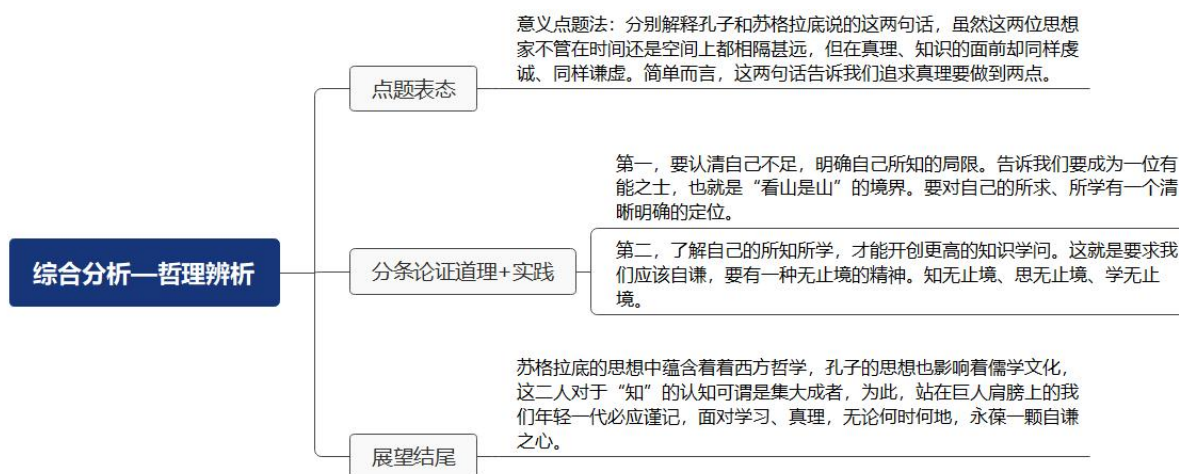 意义点题法：分别解释孔子和苏格拉底说的这两句话，虽然这两位思想
家不管在时间还是空间上都相隔甚远，但在真理、知识的面前却同样虔
诚、同样谦虚。简单而言，这两句话告诉我们追求真理要做到两点。
点题表态
第一，要认清自己不足，明确自己所知的局限。告诉我们要成为一位有
能之士，也就是“看山是山”的境界。要对自己的所求、所学有一个清
晰明确的定位。
综合分析—哲理辨析
分条论证道理+实践
第二，了解自己的所知所学，才能开创更高的知识学问。这就是要求我
们应该自谦，要有一种无止境的精神。知无止境、思无止境、学无止
境。
苏格拉底的思想中蕴含着着西方哲学，孔子的思想也影响着儒学文化，
这二人对于“知”的认知可谓是集大成者，为此，站在巨人肩膀上的我
们年轻一代必应谨记，面对学习、真理，无论何时何地，永葆一颗自谦
之心。
展望结尾